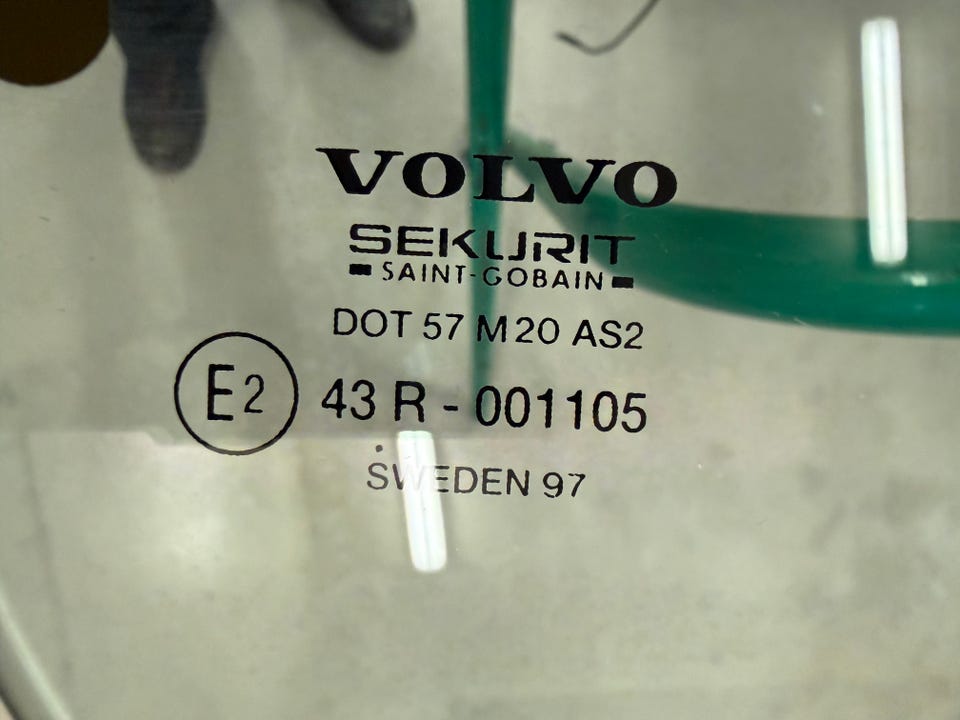 VOLVO
SEKURIT
SAINT-GOBAIN
DOT 57 M20 AS2
E2 43 R - 001105
SWEDEN 97